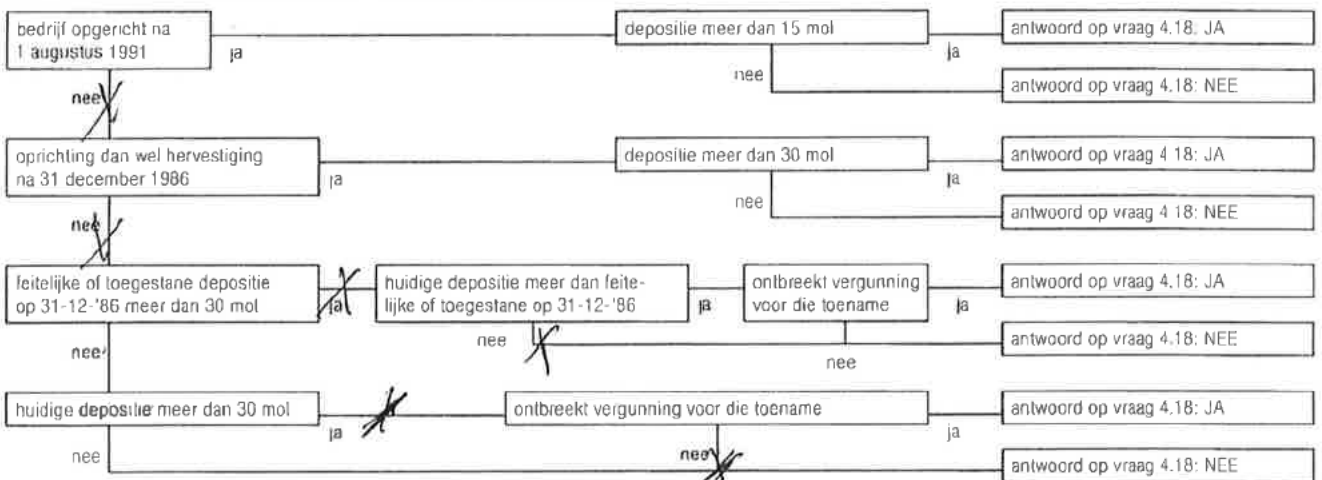 bedrijf opgericht na
1 augustus 1991
ja
depositie meer dan 15 mol
ja
antwoord op vraag 4.18: JA
nee
antwoord op vraag 4.18: NEE
nee
oprichting dan wel hervestiging
na 31 december 1986
ja
depositie meer dan 30 mol
ja
antwoord op vraag 4 18: JA
nee
antwoord op vraag 4 18: NEE
nee
feitelijke of toegestane depositie
op 31-12-'86 meer dan 30 mol
ja
huidige depositie meer dan feite-
lijke of toegestane op 31-12-'86
ja
ontbreekt vergunning
voor die toename
ja
antwoord op vraag 4.18: JA
nee
nee
antwoord op vraag 4.18: NEE
nee
huidige depositie meer dan 30 mol
ja
ontbreekt vergunning voor die toename
ja
antwoord op vraag 4.18: JA
nee
nee
antwoord op vraag 4.18: NEE